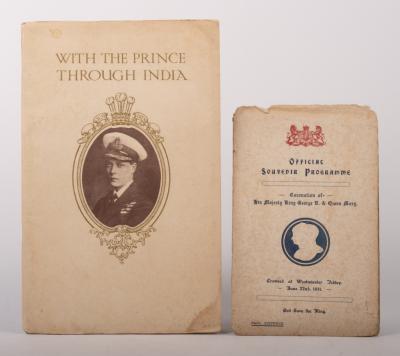 WITH THE PRINCE
THROUGH INDIA
Official
Souvenir Programme
Coronation of
His Majesty King George V. & Queen Mary.
Crowned at Westminster Abbey
June 22nd, 1911.
God Save the King.